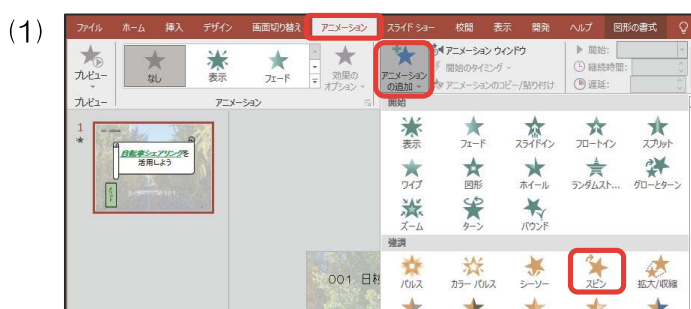 (1)
ファイル ホーム 挿入 デザイン 画面切り替え アニメーション スライド ショー 校閲 表示 開発 ヘルプ 図形の書式
プレビュー なし 表示 フェード 効果の オプション アニメーション の追加 アニメーション ウィンドウ 開始のタイミング アニメーションのコピー/貼り付け 開始: 継続時間: 遅延:
プレビュー アニメーション
開始
表示 フェード スライドイン フロートイン スプリット
ワイプ 図形 ホイール ランダムスト... グローとターン
ズーム ターン バウンド
強調
パルス カラー パルス シーソー スピン 拡大/収縮
1
自転車シェアリングを
活用しよう
001 日検